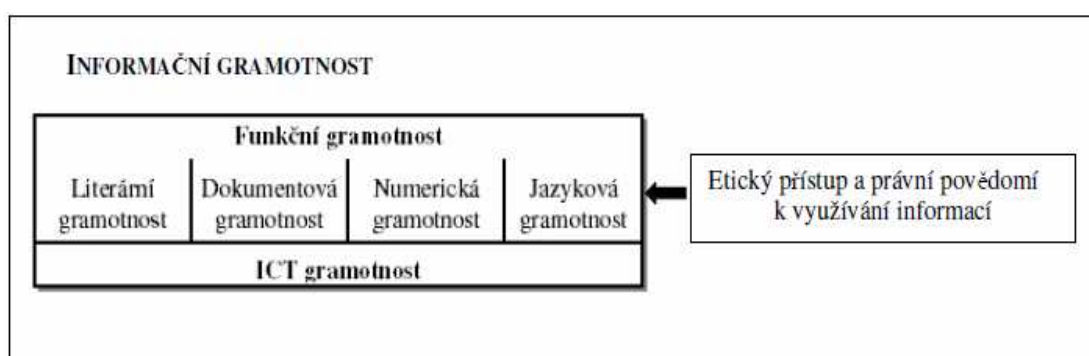 INFORMAČNÍ GRAMOTNOST
Funkční gramotnost
Literární gramotnost
Dokumentová gramotnost
Numerická gramotnost
Jazyková gramotnost
ICT gramotnost
Etický přístup a právní povědomí
k využívání informací